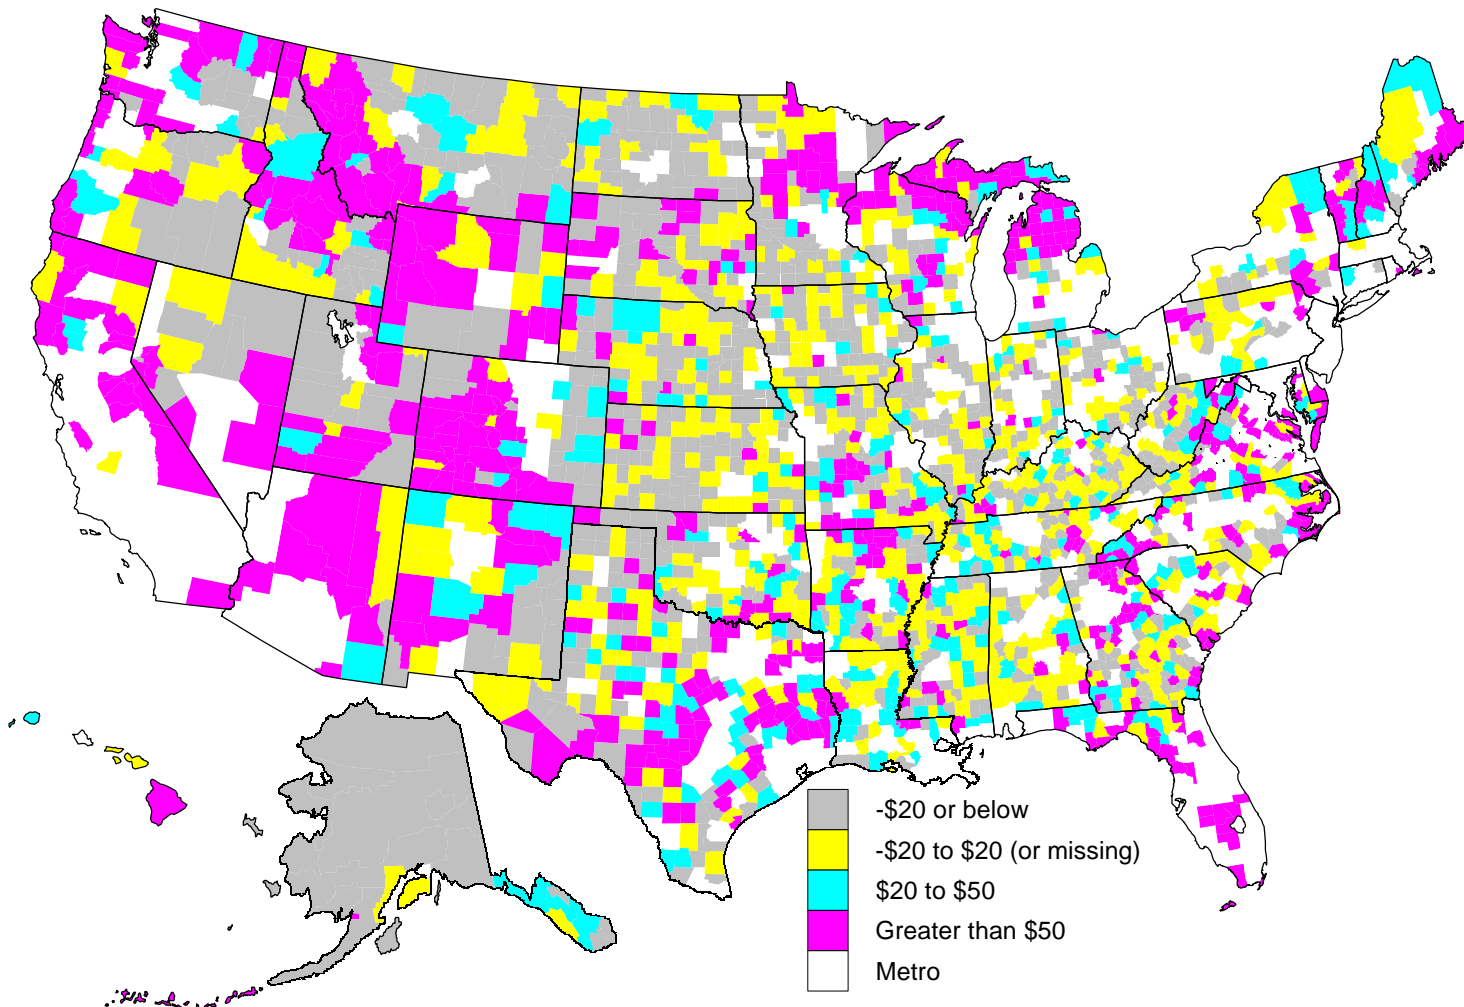 -$20 or below
-$20 to $20 (or missing)
$20 to $50
Greater than $50
Metro